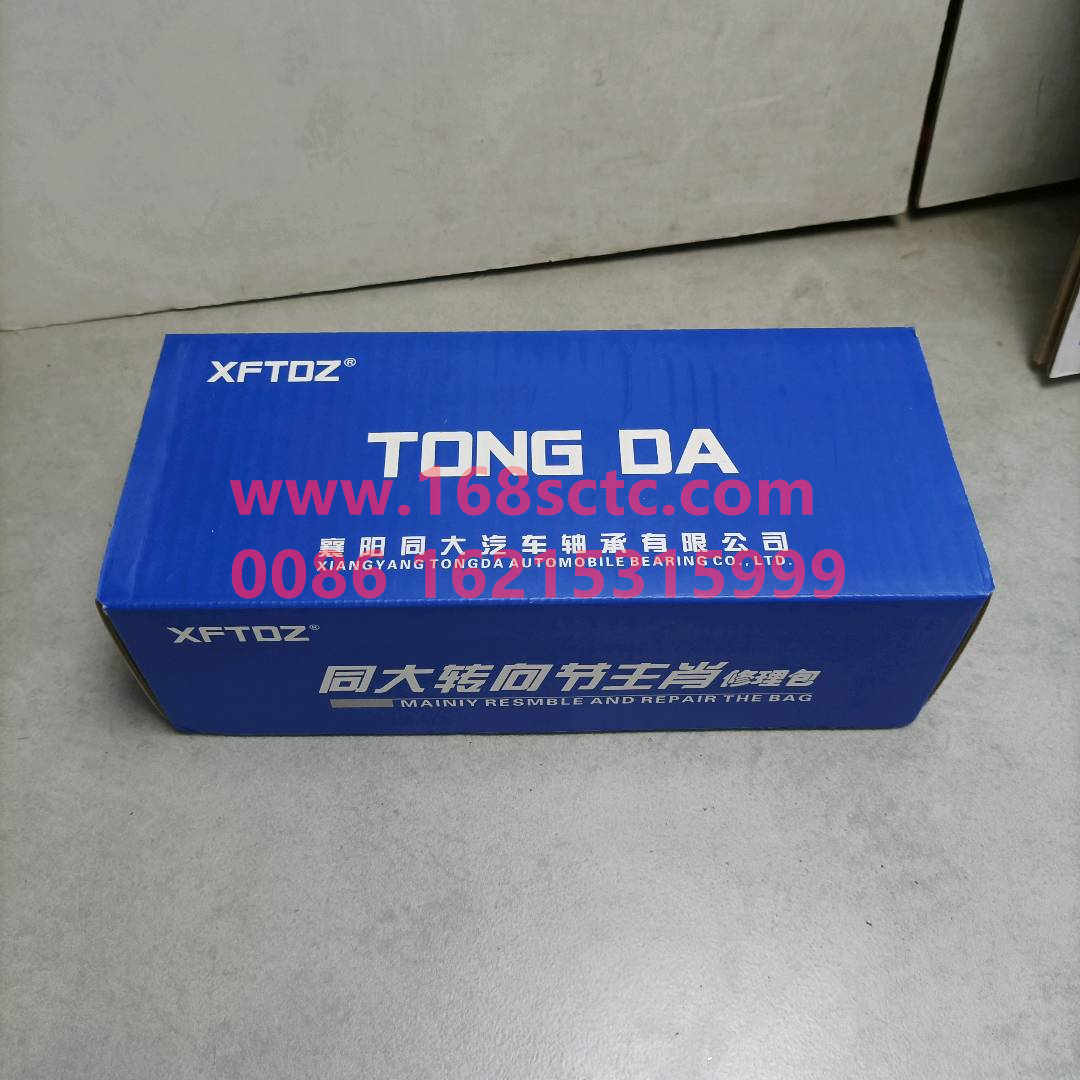 XFTDZ®
TONG DA
www.168sctc.com
襄阳同大汽车轴承有限公司
XIANGYANG TONGDA AUTOMOBILE BEARING CO., LTD.
0086 16215315999
XFTDZ®
同大转向节主肖修理包
MAINIY RESMBLE AND REPAIR THE BAG